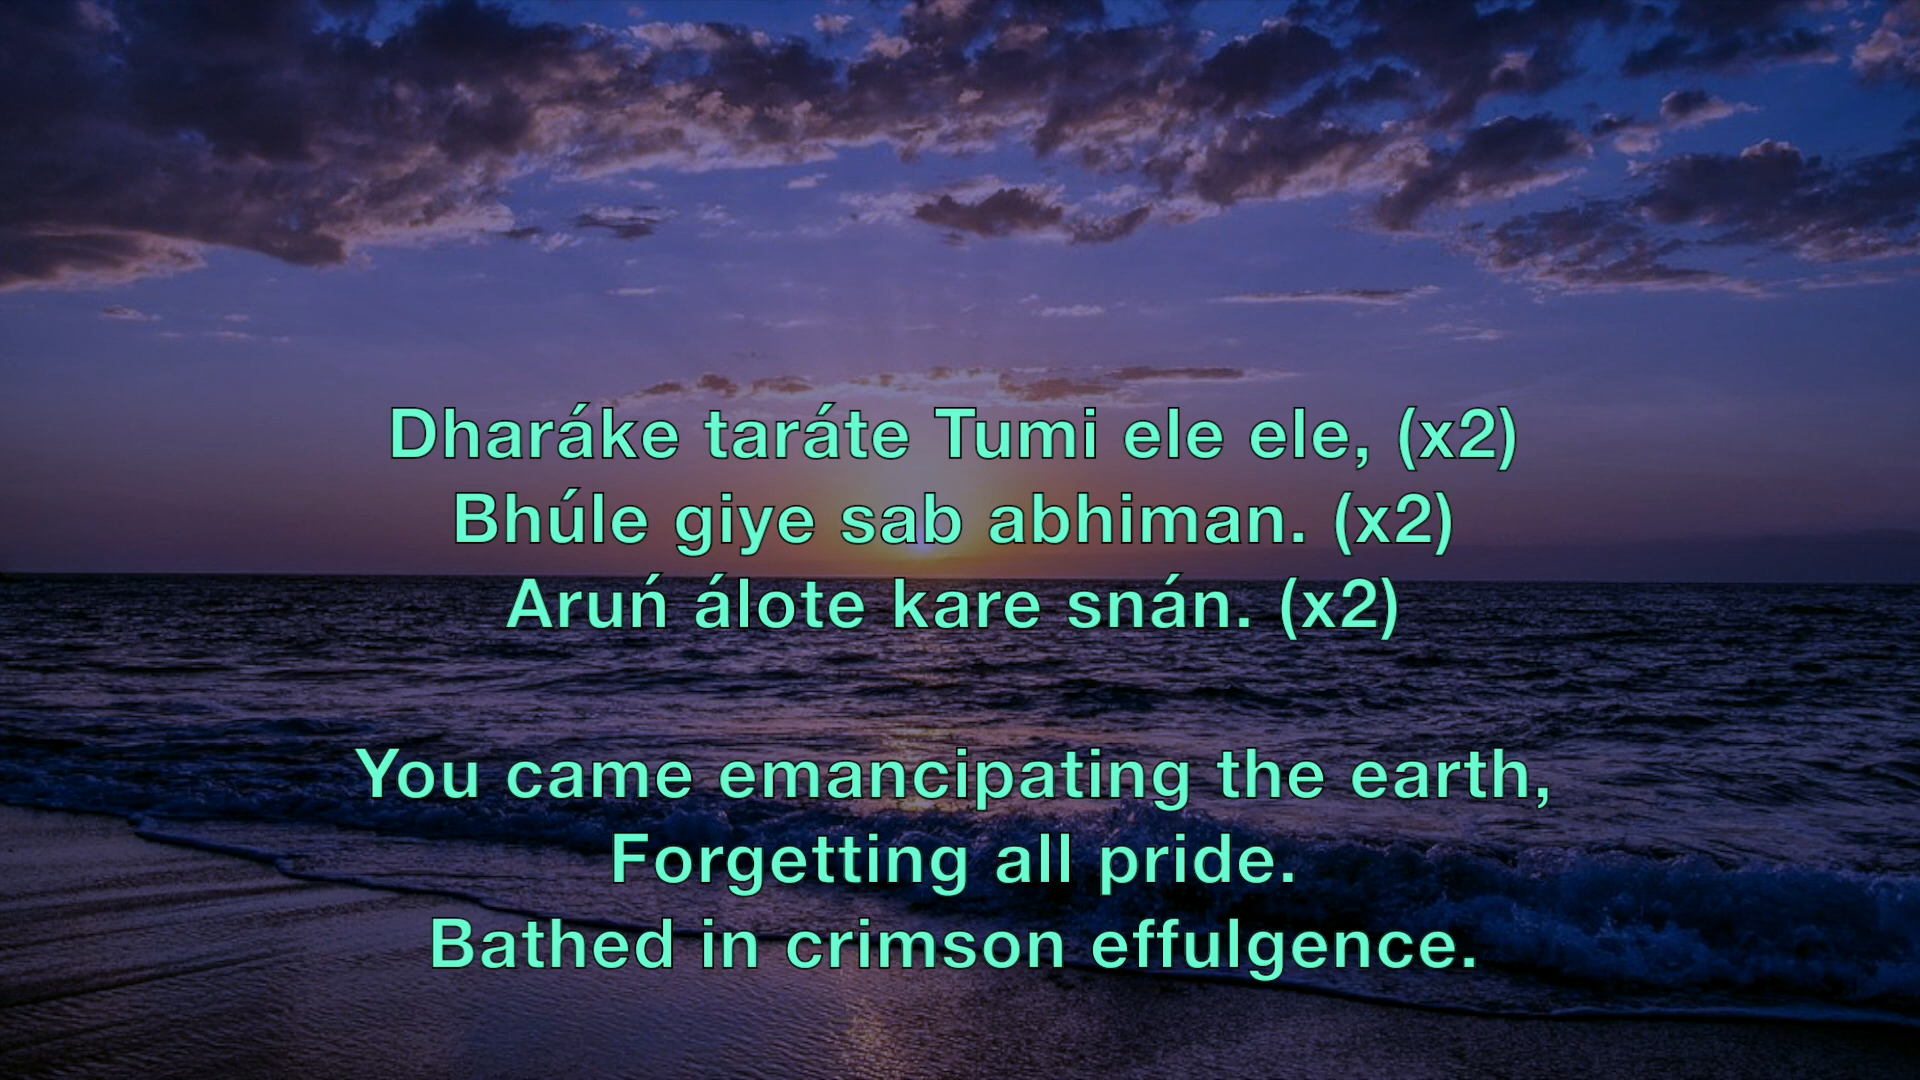 Dharáke taráte Tumi ele ele, (x2)
Bhúle giye sab abhiman. (x2)
Aruń álote kare snán. (x2)
You came emancipating the earth,
Forgetting all pride.
Bathed in crimson effulgence.